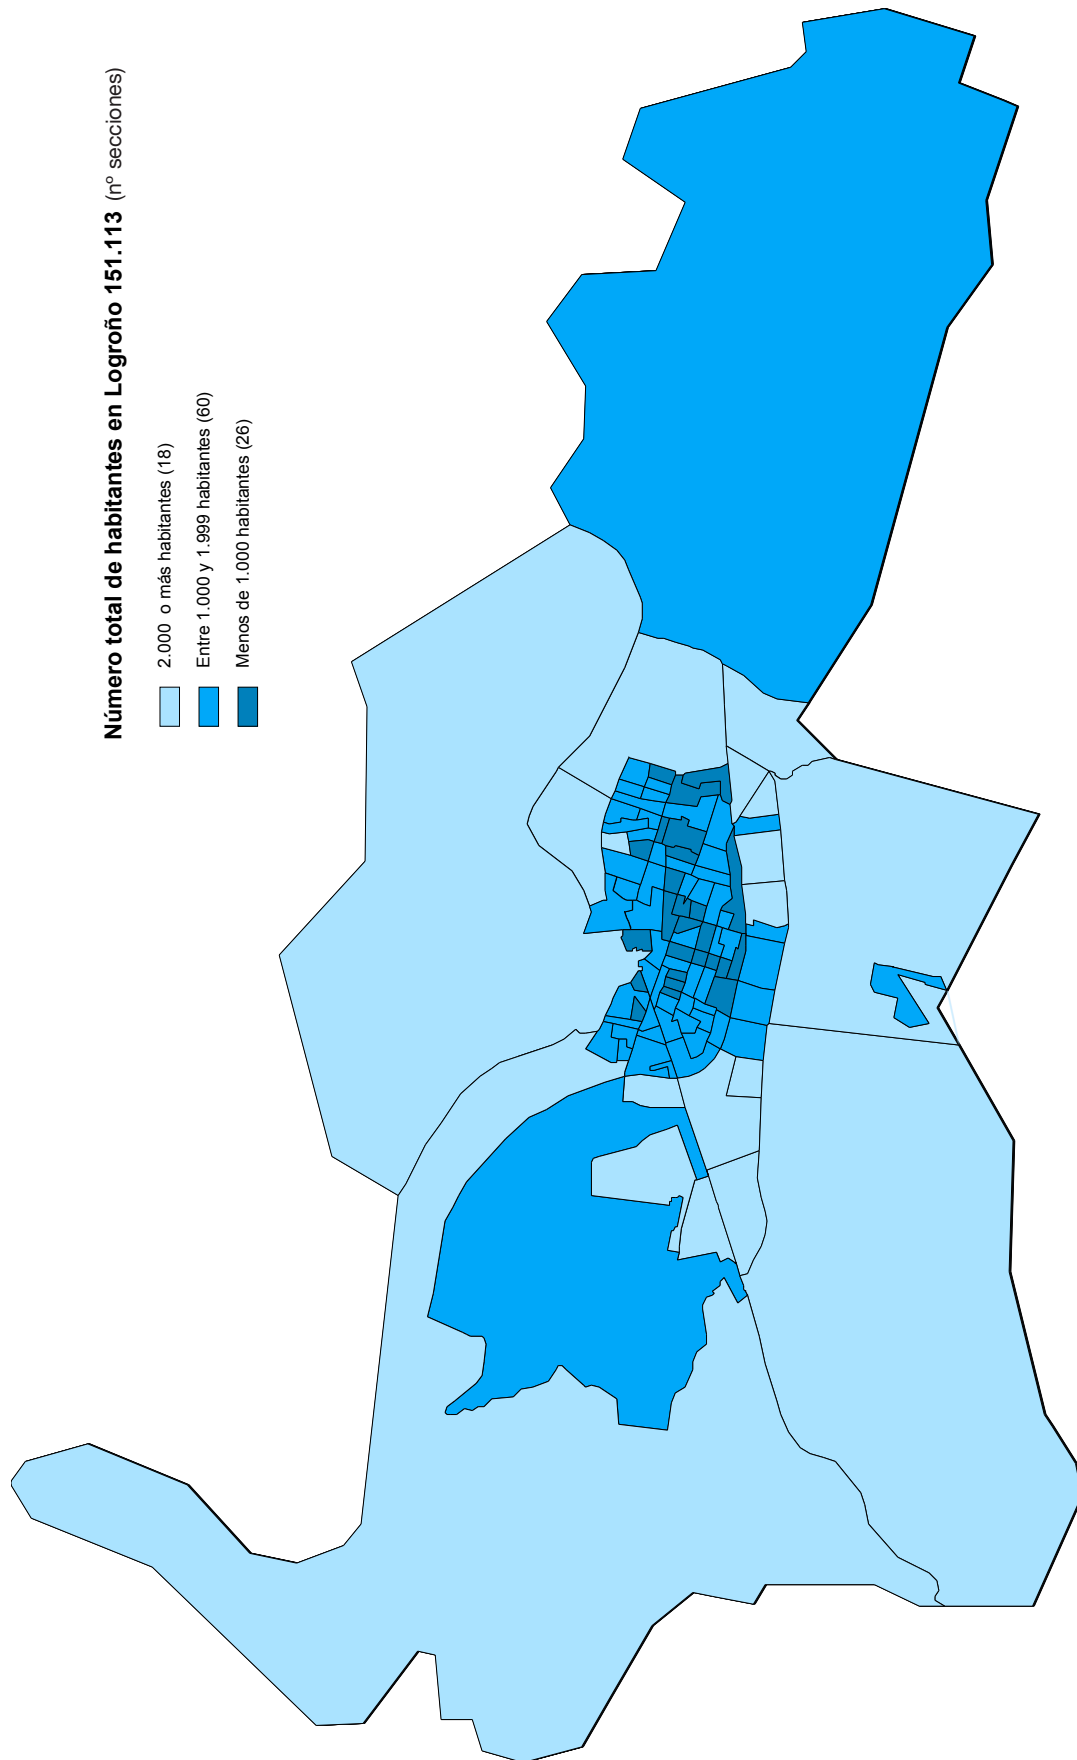 Número total de habitantes en Logroño 151.113 (nº secciones)
2.000 o más habitantes (18)
Entre 1.000 y 1.999 habitantes (60)
Menos de 1.000 habitantes (26)